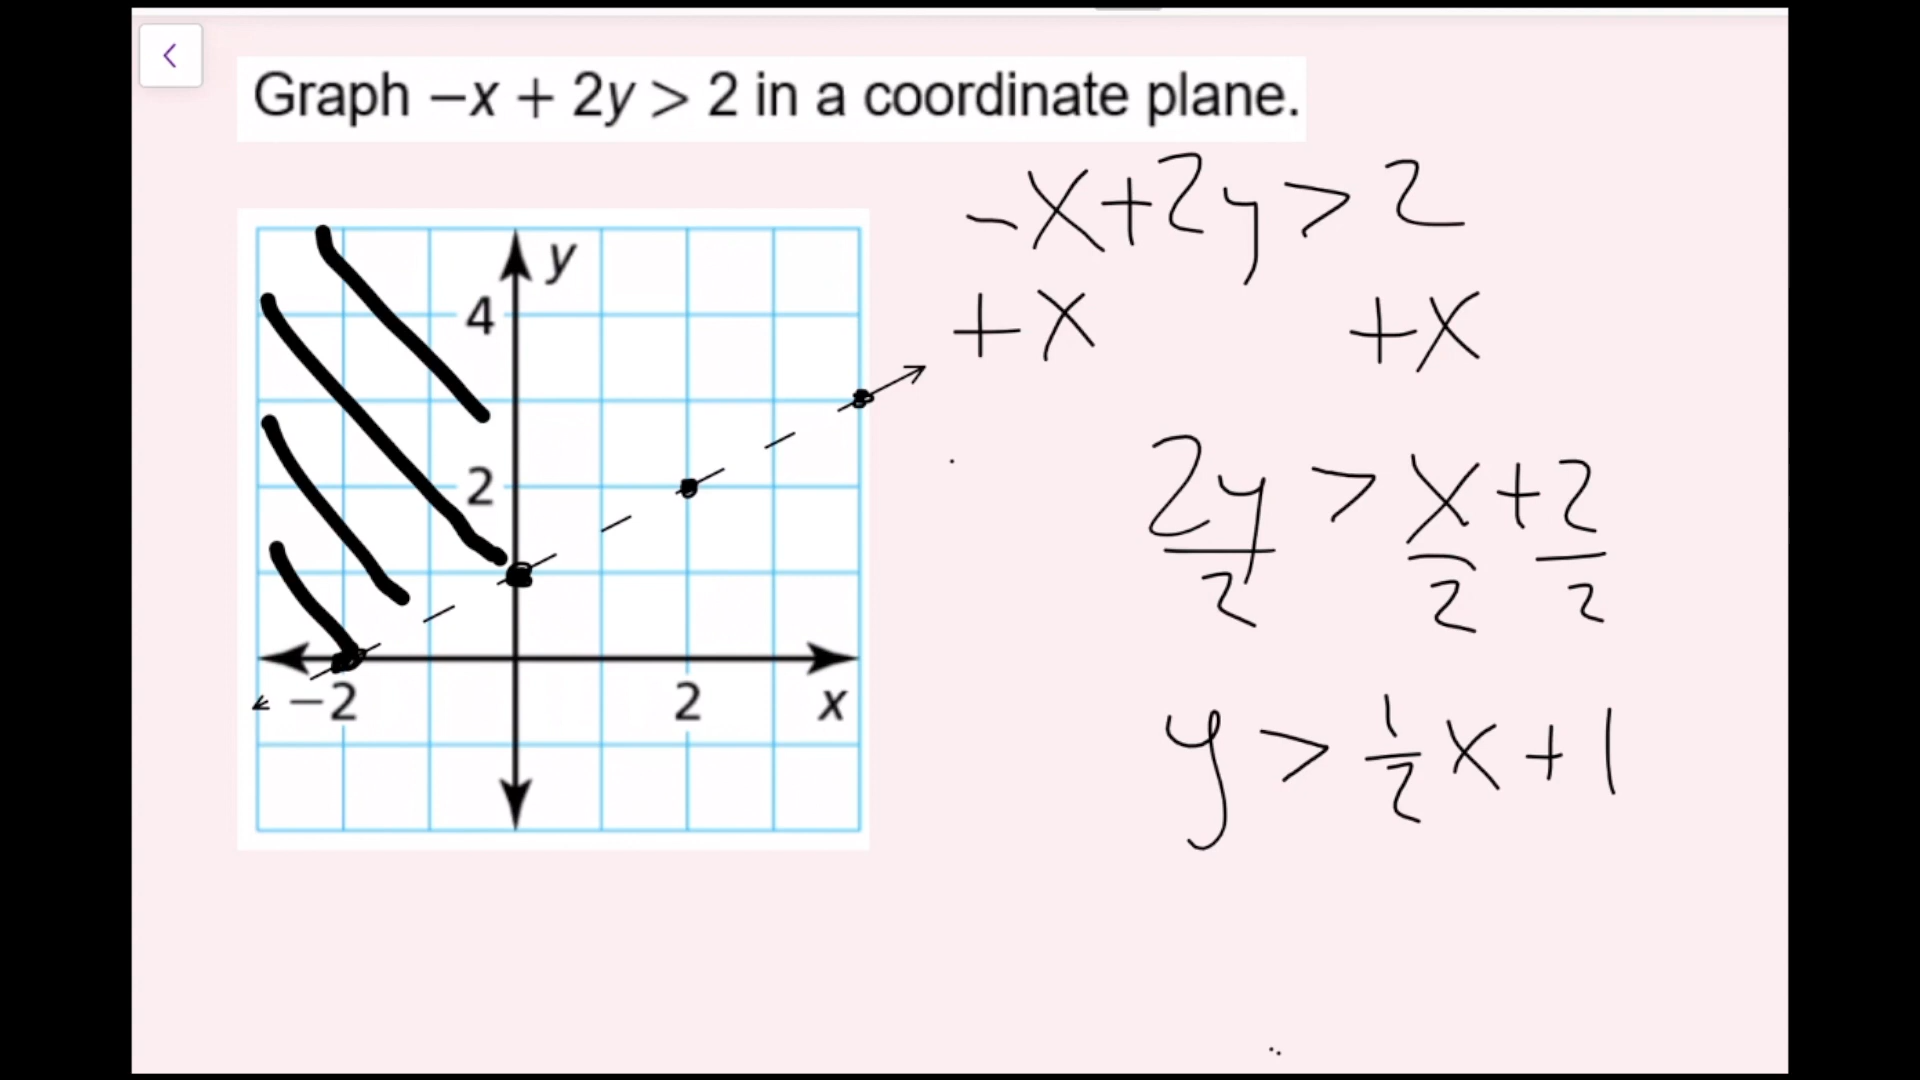 Graph −x + 2y > 2 in a coordinate plane.
-x+2y>2
+x +x
2y > x+2
2 2 2
y > 1/2 x + 1
y
4
2
−2 2 x